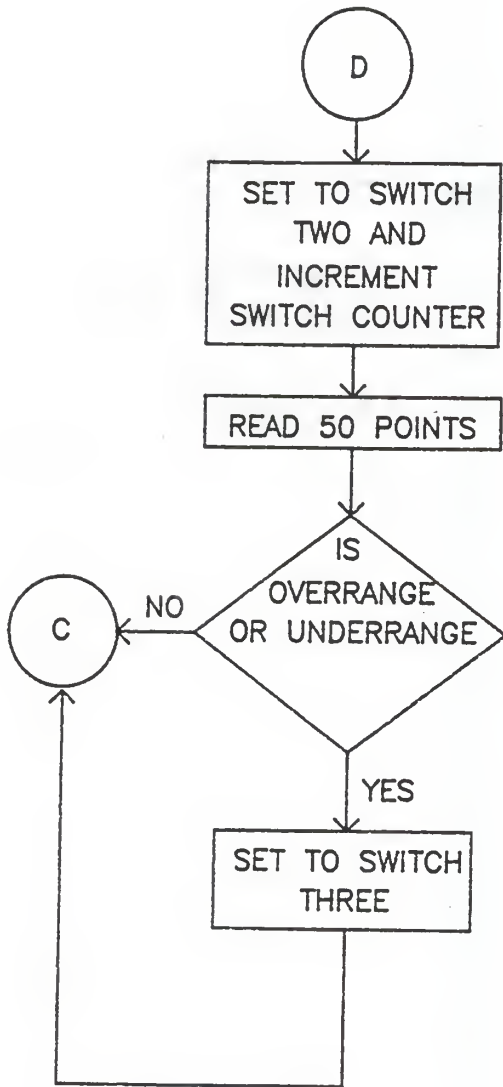 D
SET TO SWITCH
TWO AND
INCREMENT
SWITCH COUNTER
READ 50 POINTS
IS
OVERRANGE
OR UNDERRANGE
NO
C
YES
SET TO SWITCH
THREE